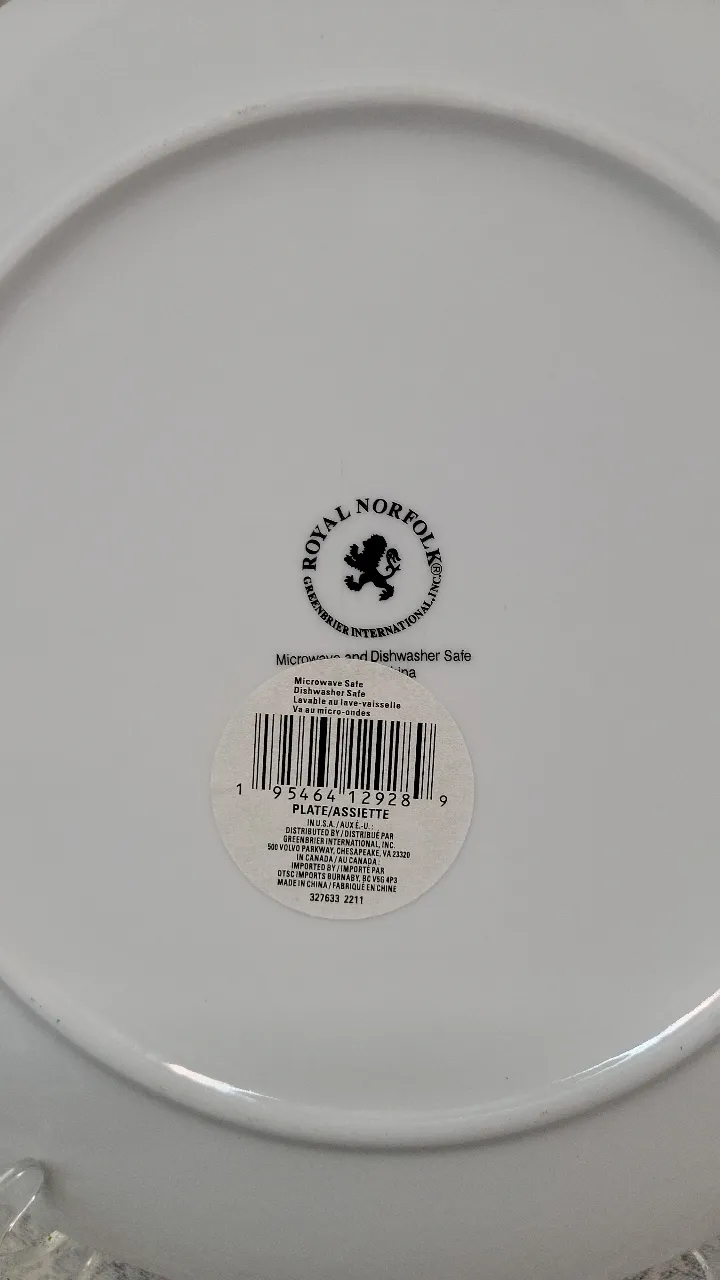 ROYAL NORFOLK®
GREENBRIER INTERNATIONAL, INC.
Microwave and Dishwasher Safe
Microwave Safe
Dishwasher Safe
Lavable au lave-vaisselle
Va au micro-ondes
1 95464 12928 9
PLATE/ASSIETTE
IN U.S.A. / AUX É.-U. :
DISTRIBUTED BY / DISTRIBUÉ PAR
GREENBRIER INTERNATIONAL, INC.
500 VOLVO PARKWAY, CHESAPEAKE, VA 23320
IN CANADA / AU CANADA :
IMPORTED BY / IMPORTÉ PAR
DTSC IMPORTS BURNABY, BC V5G 4P3
MADE IN CHINA / FABRIQUÉ EN CHINE
327633 2211